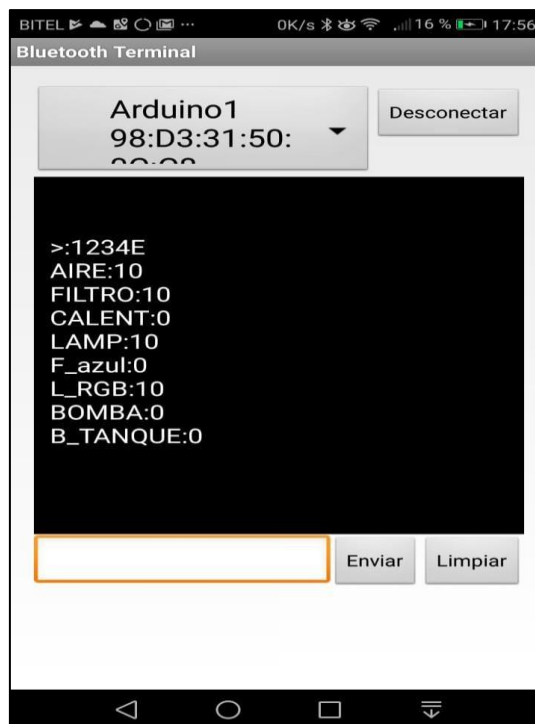 BITEL ... 0K/s 16 % 17:56
Bluetooth Terminal
Arduino1
98:D3:31:50:
Desconectar
>:1234E
AIRE:10
FILTRO:10
CALENT:0
LAMP:10
F_azul:0
L_RGB:10
BOMBA:0
B_TANQUE:0
Enviar
Limpiar